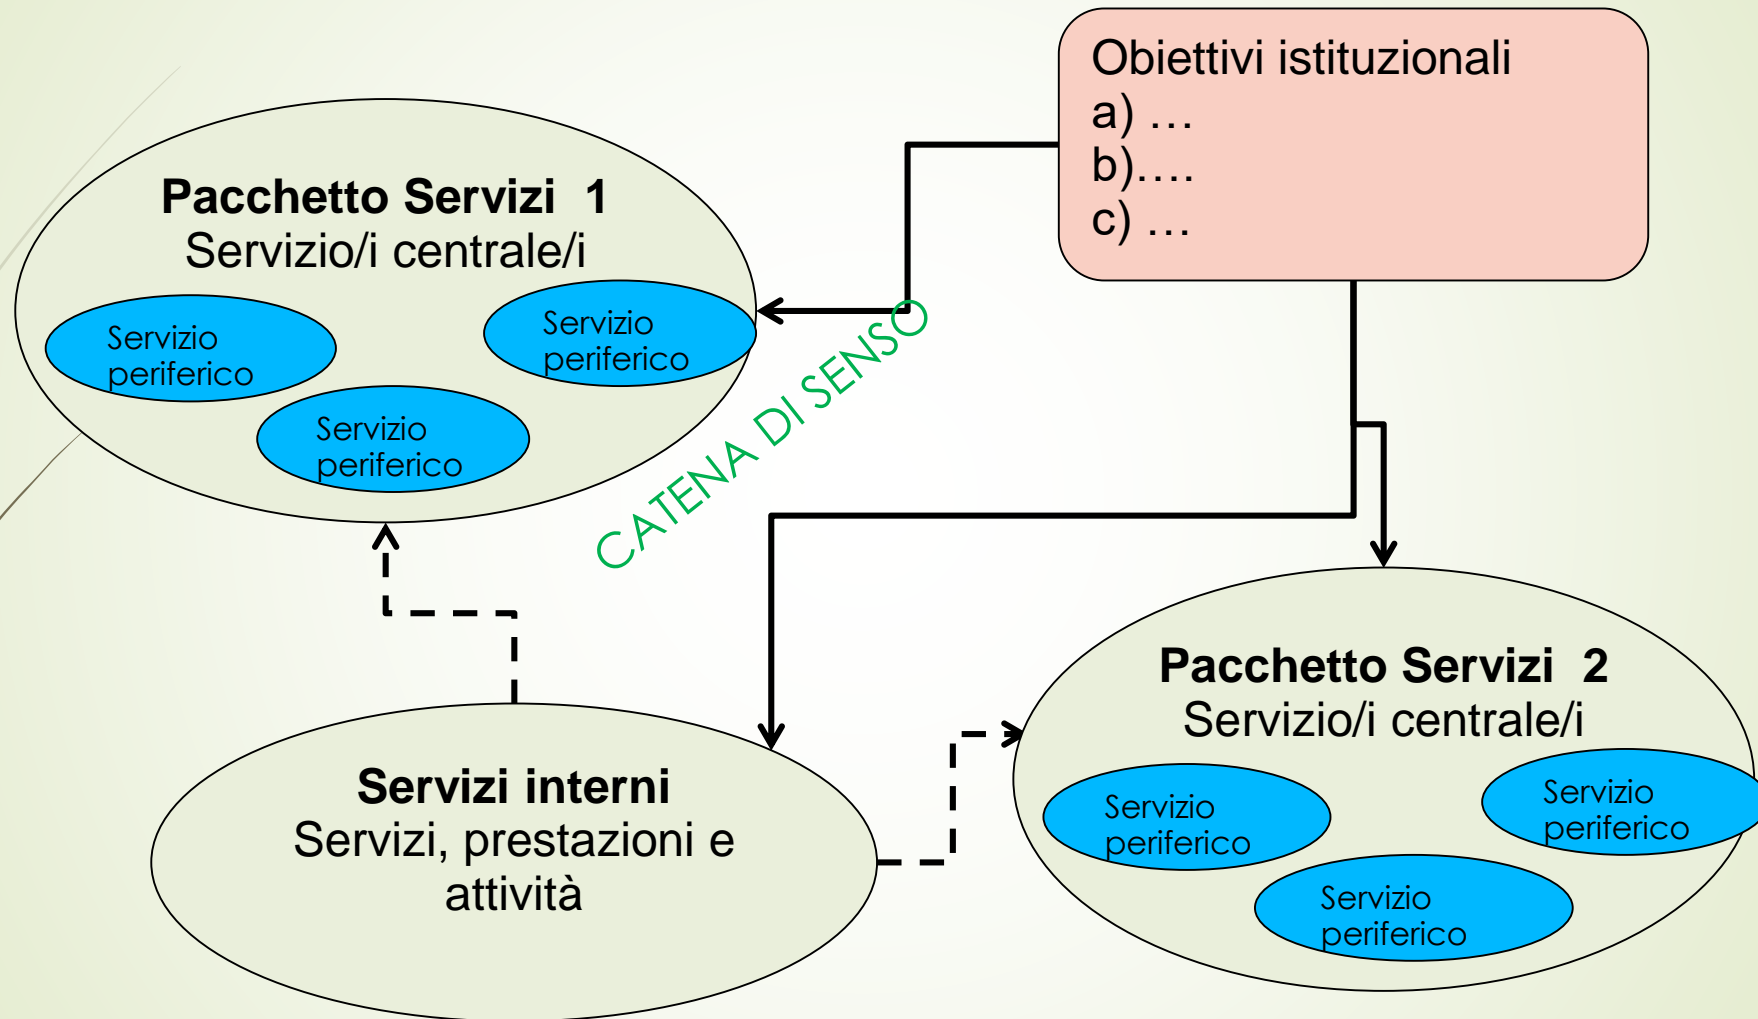 Obiettivi istituzionali
a) …
b)….
c) …
Pacchetto Servizi  1
Servizio/i centrale/i
Servizio
periferico
Servizio
periferico
Servizio
periferico
CATENA DI SENSO
Pacchetto Servizi  2
Servizio/i centrale/i
Servizio
periferico
Servizio
periferico
Servizio
periferico
Servizi interni
Servizi, prestazioni e
attività